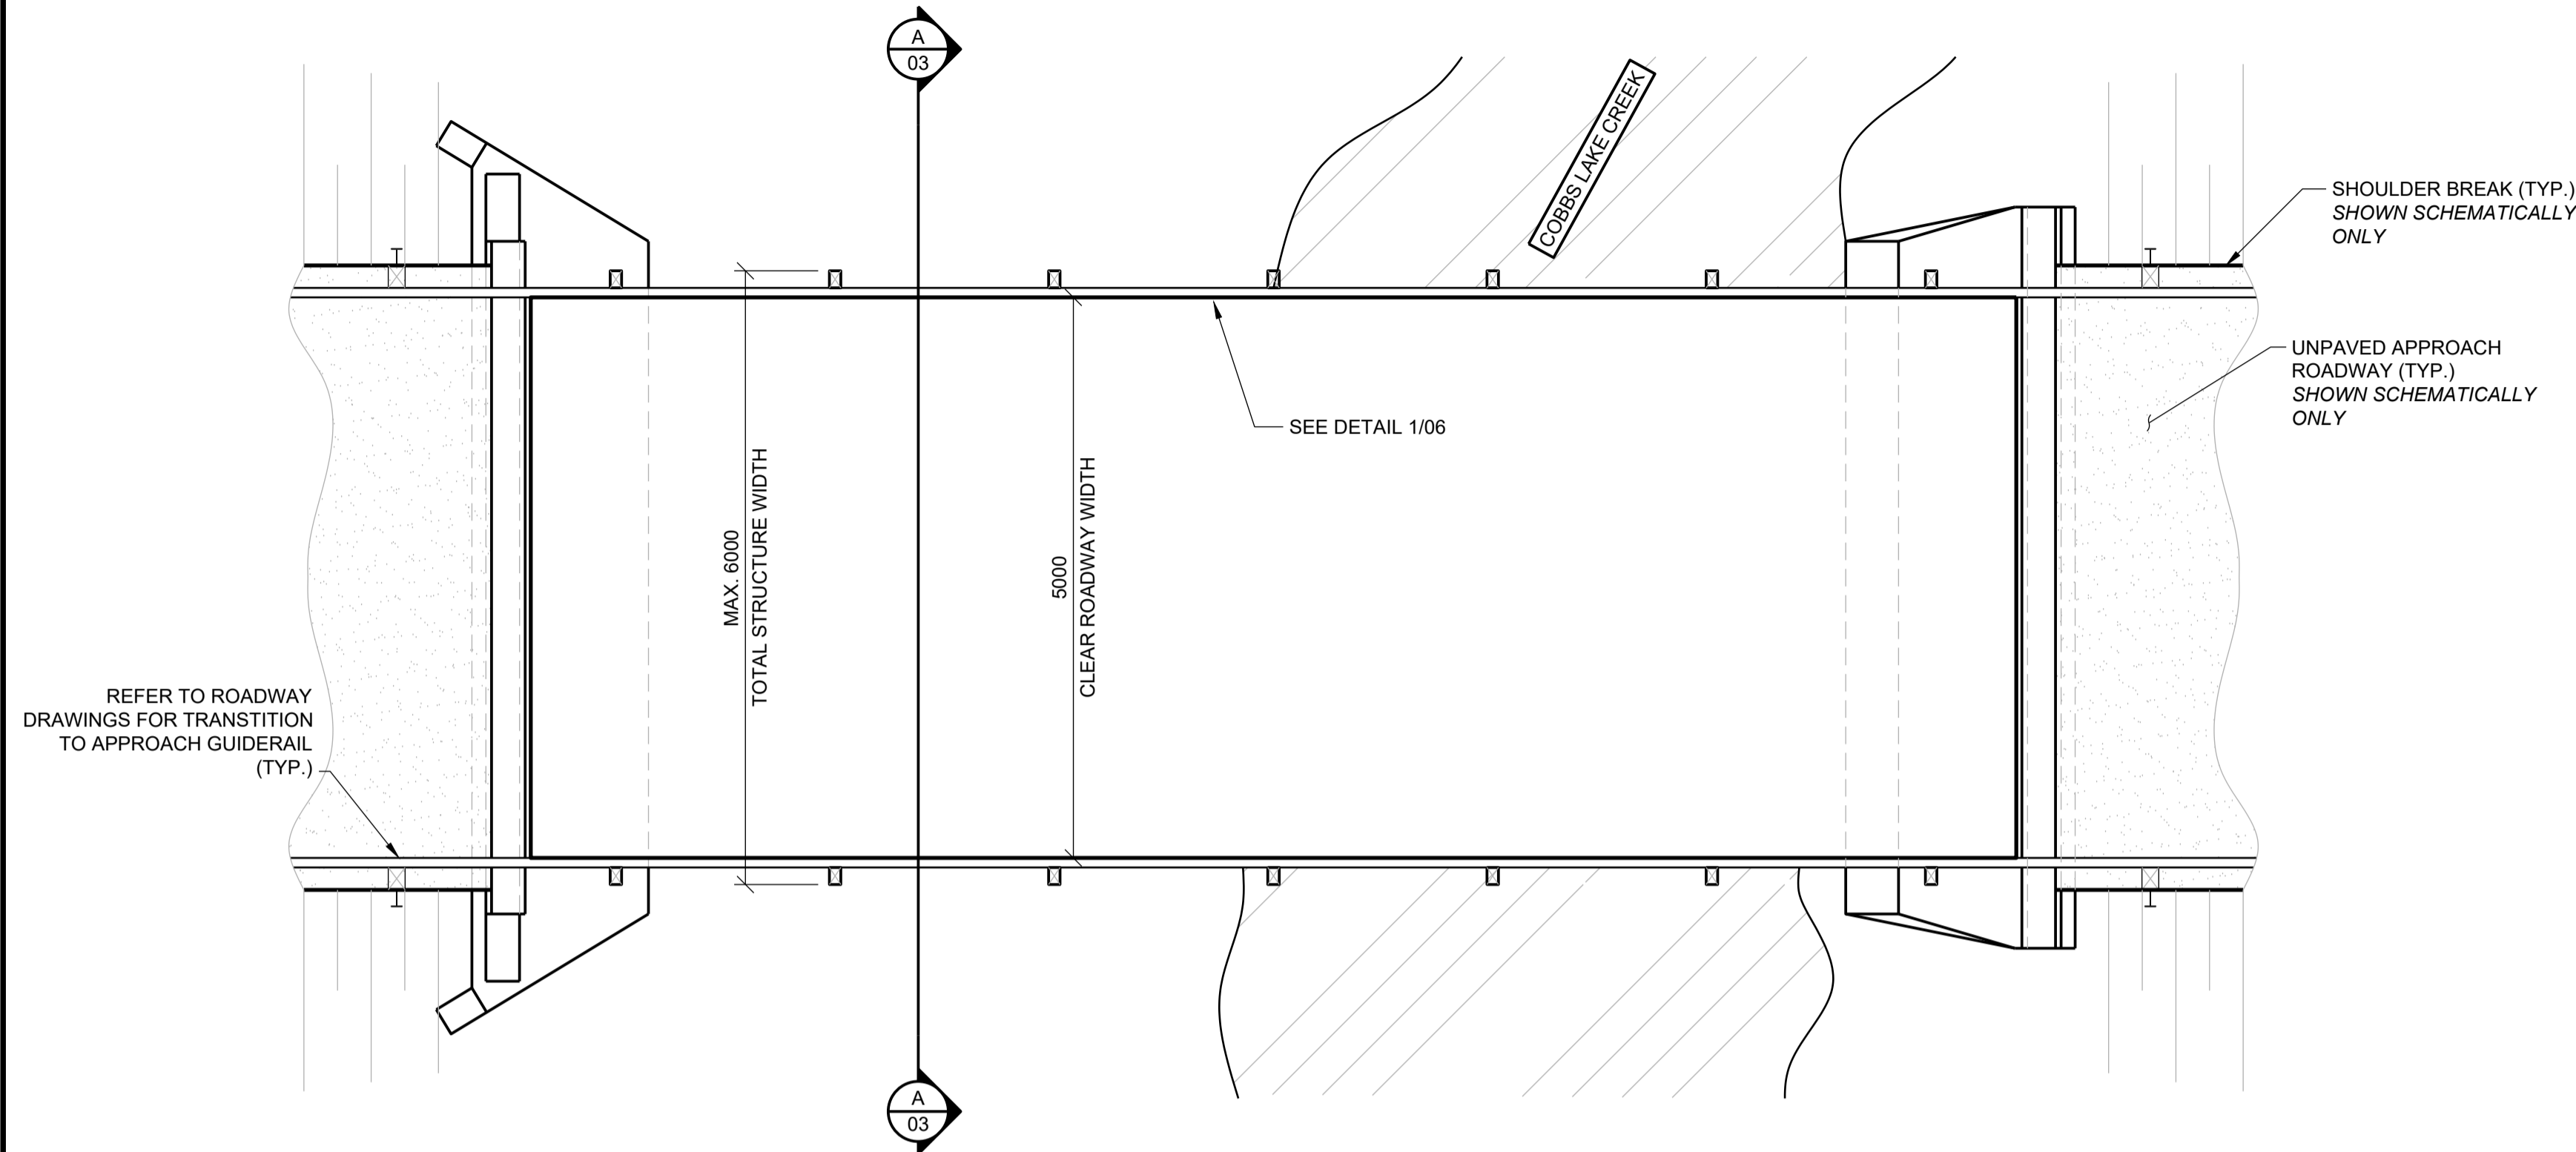 A
03
COBBS LAKE CREEK
SHOULDER BREAK (TYP.)
SHOWN SCHEMATICALLY
ONLY
UNPAVED APPROACH
ROADWAY (TYP.)
SHOWN SCHEMATICALLY
ONLY
SEE DETAIL 1/06
MAX. 6000
TOTAL STRUCTURE WIDTH
5000
CLEAR ROADWAY WIDTH
REFER TO ROADWAY
DRAWINGS FOR TRANSTITION
TO APPROACH GUIDERAIL
(TYP.)
A
03